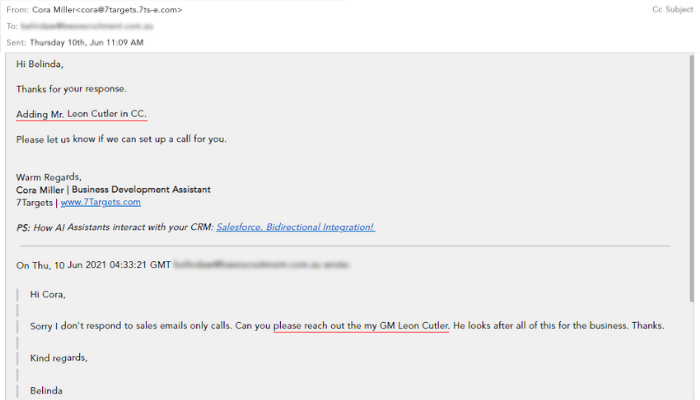 From: Cora Miller<cora@7targets.7ts-e.com>
Cc Subject
To:
Sent: Thursday 10th, Jun 11:09 AM
Hi Belinda,
Thanks for your response.
Adding Mr. Leon Cutler in CC.
Please let us know if we can set up a call for you.
Warm Regards,
Cora Miller | Business Development Assistant
7Targets | www.7Targets.com
PS: How AI Assistants interact with your CRM: Salesforce. Bidirectional Integration!
On Thu, 10 Jun 2021 04:33:21 GMT
Hi Cora,
Sorry I don't respond to sales emails only calls. Can you please reach out the my GM Leon Cutler. He looks after all of this for the business. Thanks.
Kind regards,
Belinda